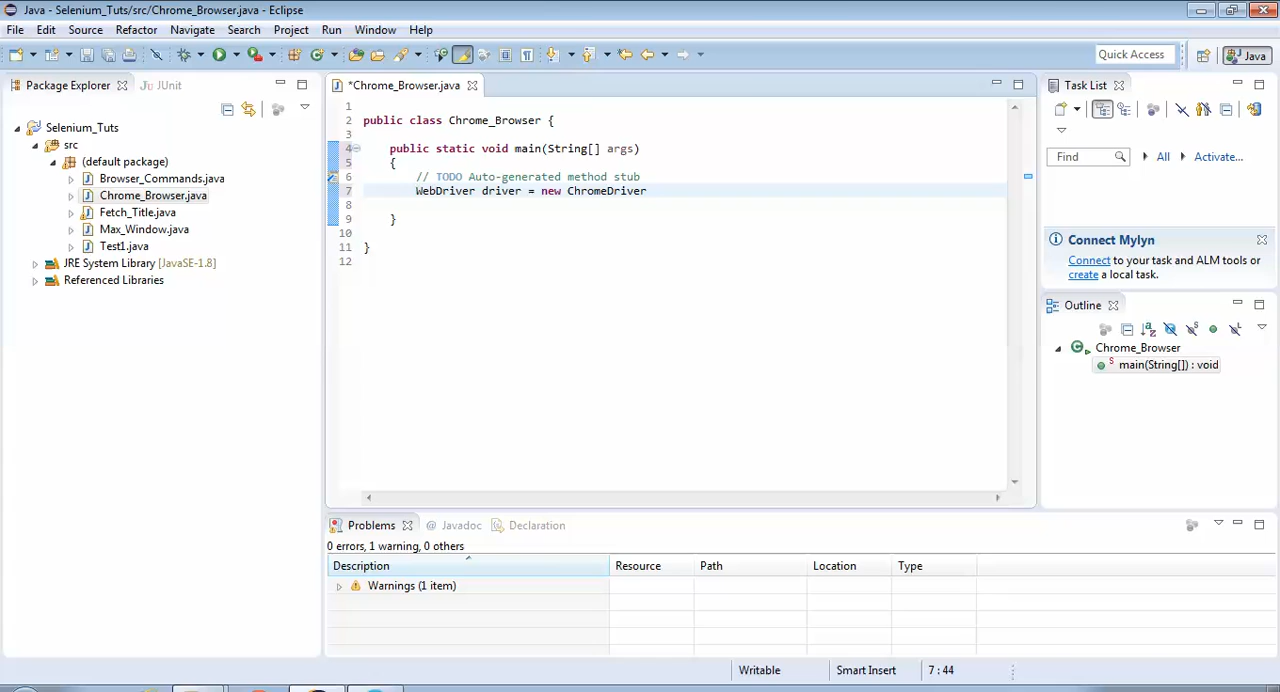 Java - Selenium_Tuts/src/Chrome_Browser.java - Eclipse
File Edit Source Refactor Navigate Search Project Run Window Help
Quick Access
Java
Package Explorer
JUnit
*Chrome_Browser.java
Task List
Selenium_Tuts
src
(default package)
Browser_Commands.java
Chrome_Browser.java
Fetch_Title.java
Max_Window.java
Test1.java
JRE System Library [JavaSE-1.8]
Referenced Libraries
1
2 public class Chrome_Browser {
3
4 public static void main(String[] args)
5 {
6 // TODO Auto-generated method stub
7 WebDriver driver = new ChromeDriver
8
9 }
10
11 }
12
Find All Activate...
Connect Mylyn
Connect to your task and ALM tools or
create a local task.
Outline
Chrome_Browser
main(String[]) : void
Problems @ Javadoc Declaration
0 errors, 1 warning, 0 others
Description Resource Path Location Type
Warnings (1 item)
Writable Smart Insert 7 : 44